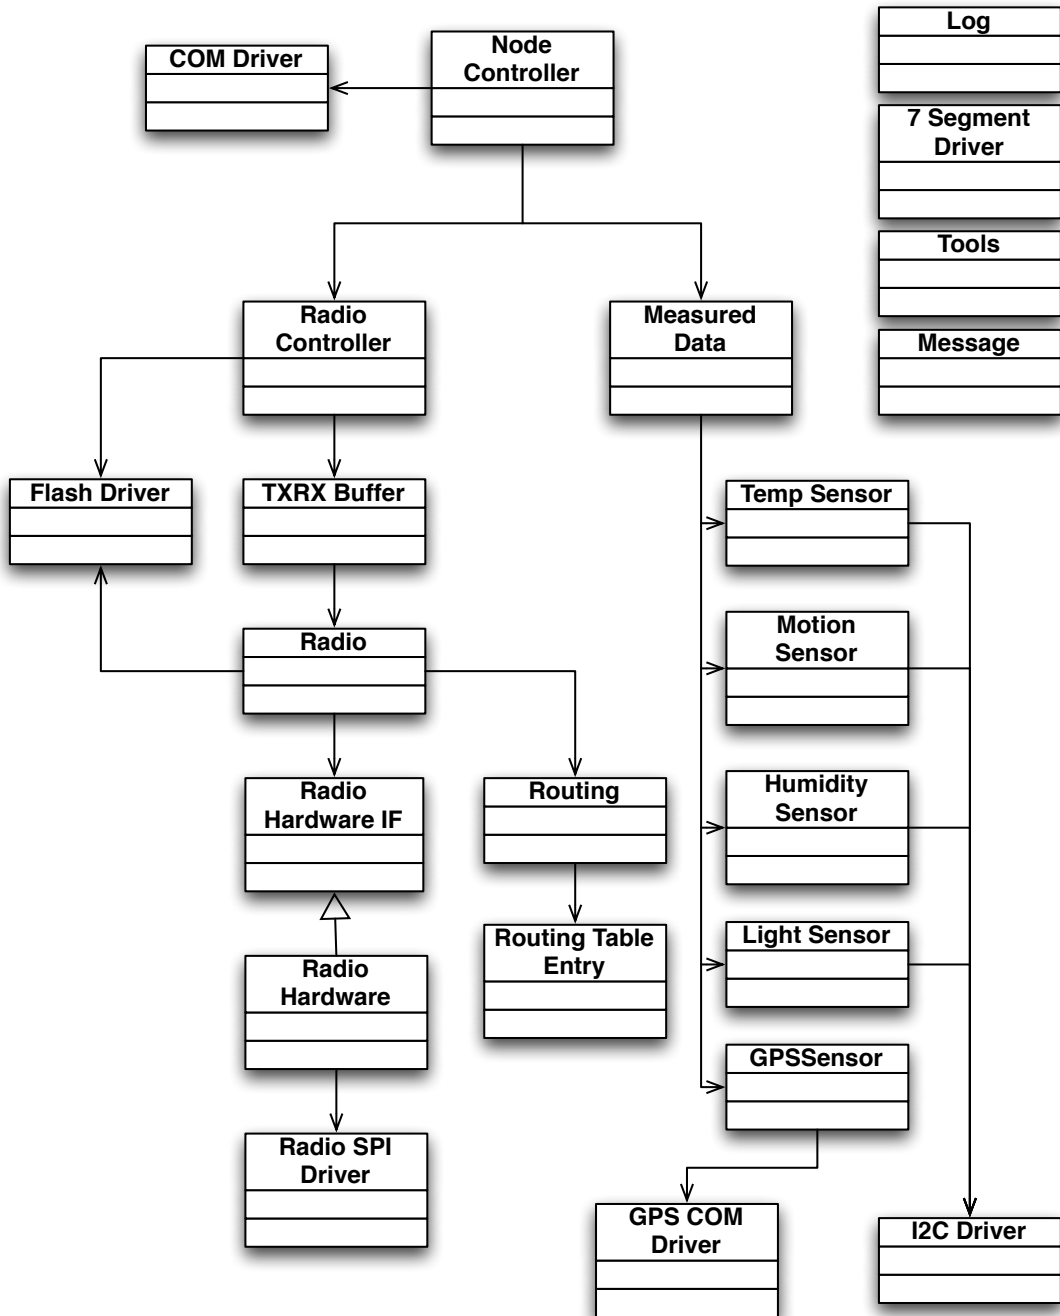 COM Driver
Node
Controller
Log
7 Segment
Driver
Tools
Message
Radio
Controller
Measured
Data
Flash Driver
TXRX Buffer
Temp Sensor
Radio
Motion
Sensor
Radio
Hardware IF
Routing
Humidity
Sensor
Radio
Hardware
Routing Table
Entry
Light Sensor
GPSSensor
Radio SPI
Driver
GPS COM
Driver
I2C Driver